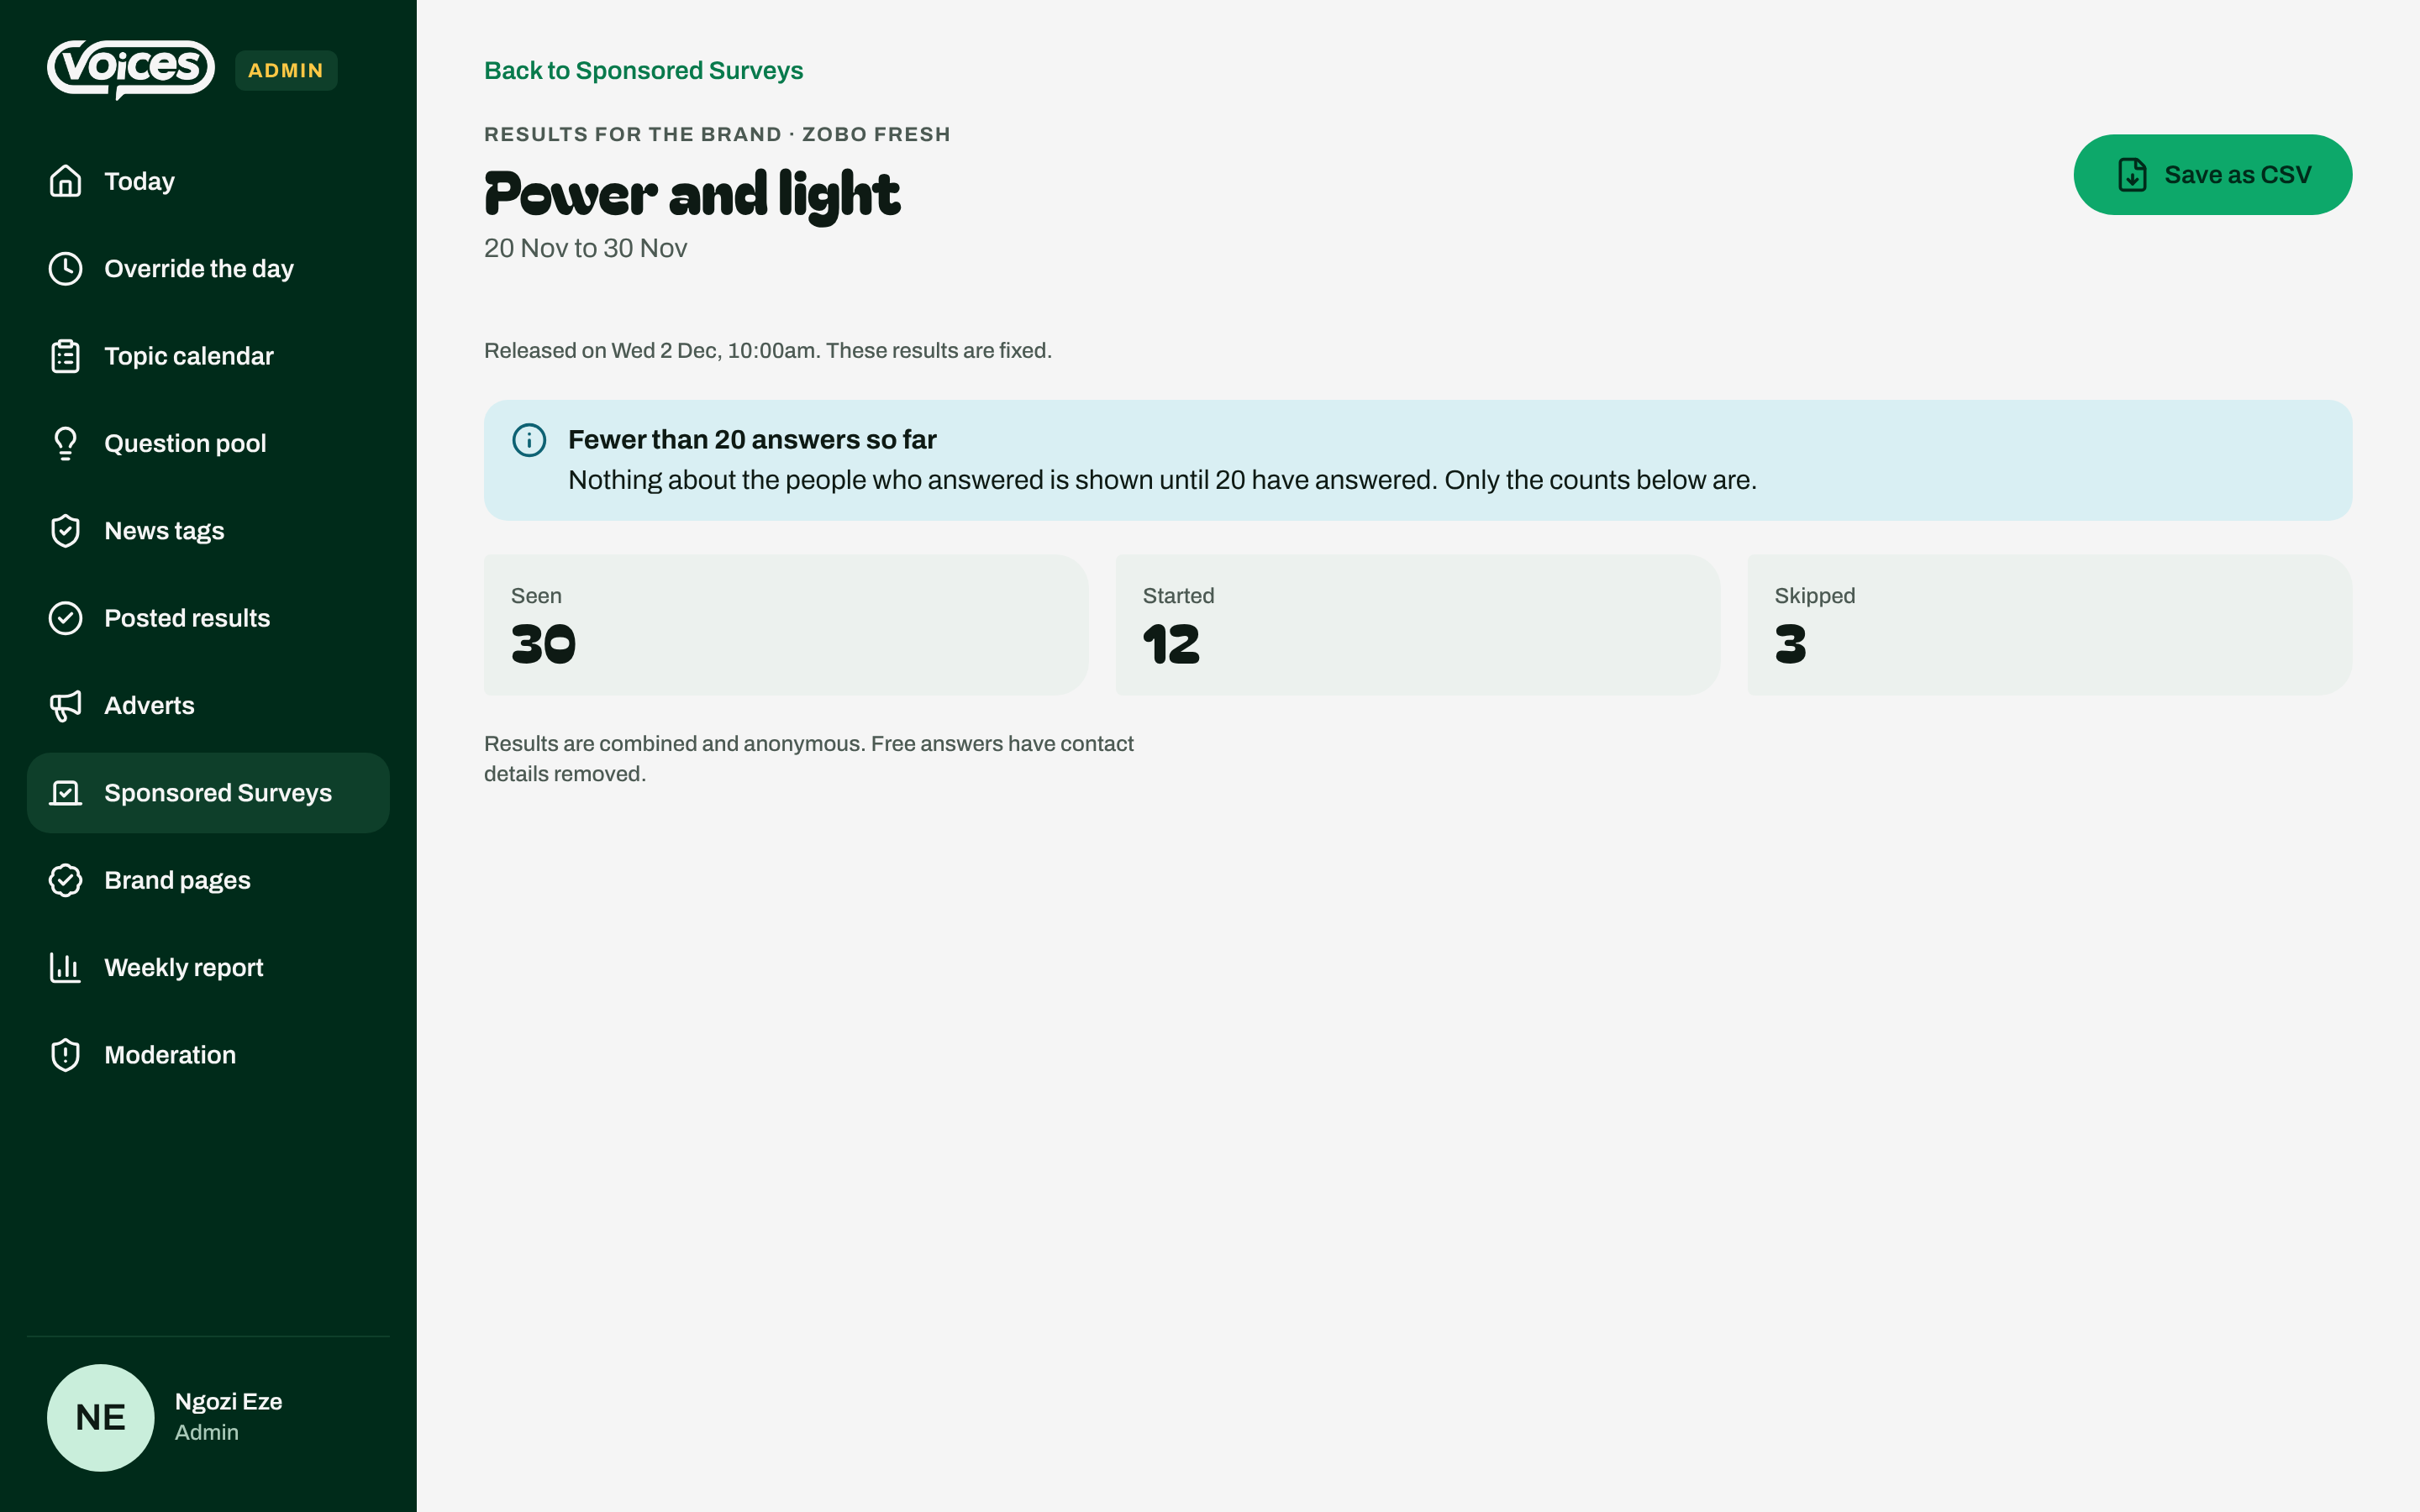 Voices
ADMIN
Today
Override the day
Topic calendar
Question pool
News tags
Posted results
Adverts
Sponsored Surveys
Brand pages
Weekly report
Moderation
NE
Ngozi Eze
Admin
Back to Sponsored Surveys
RESULTS FOR THE BRAND · ZOBO FRESH
Power and light
20 Nov to 30 Nov
Save as CSV
Released on Wed 2 Dec, 10:00am. These results are fixed.
Fewer than 20 answers so far
Nothing about the people who answered is shown until 20 have answered. Only the counts below are.
Seen
30
Started
12
Skipped
3
Results are combined and anonymous. Free answers have contact
details removed.